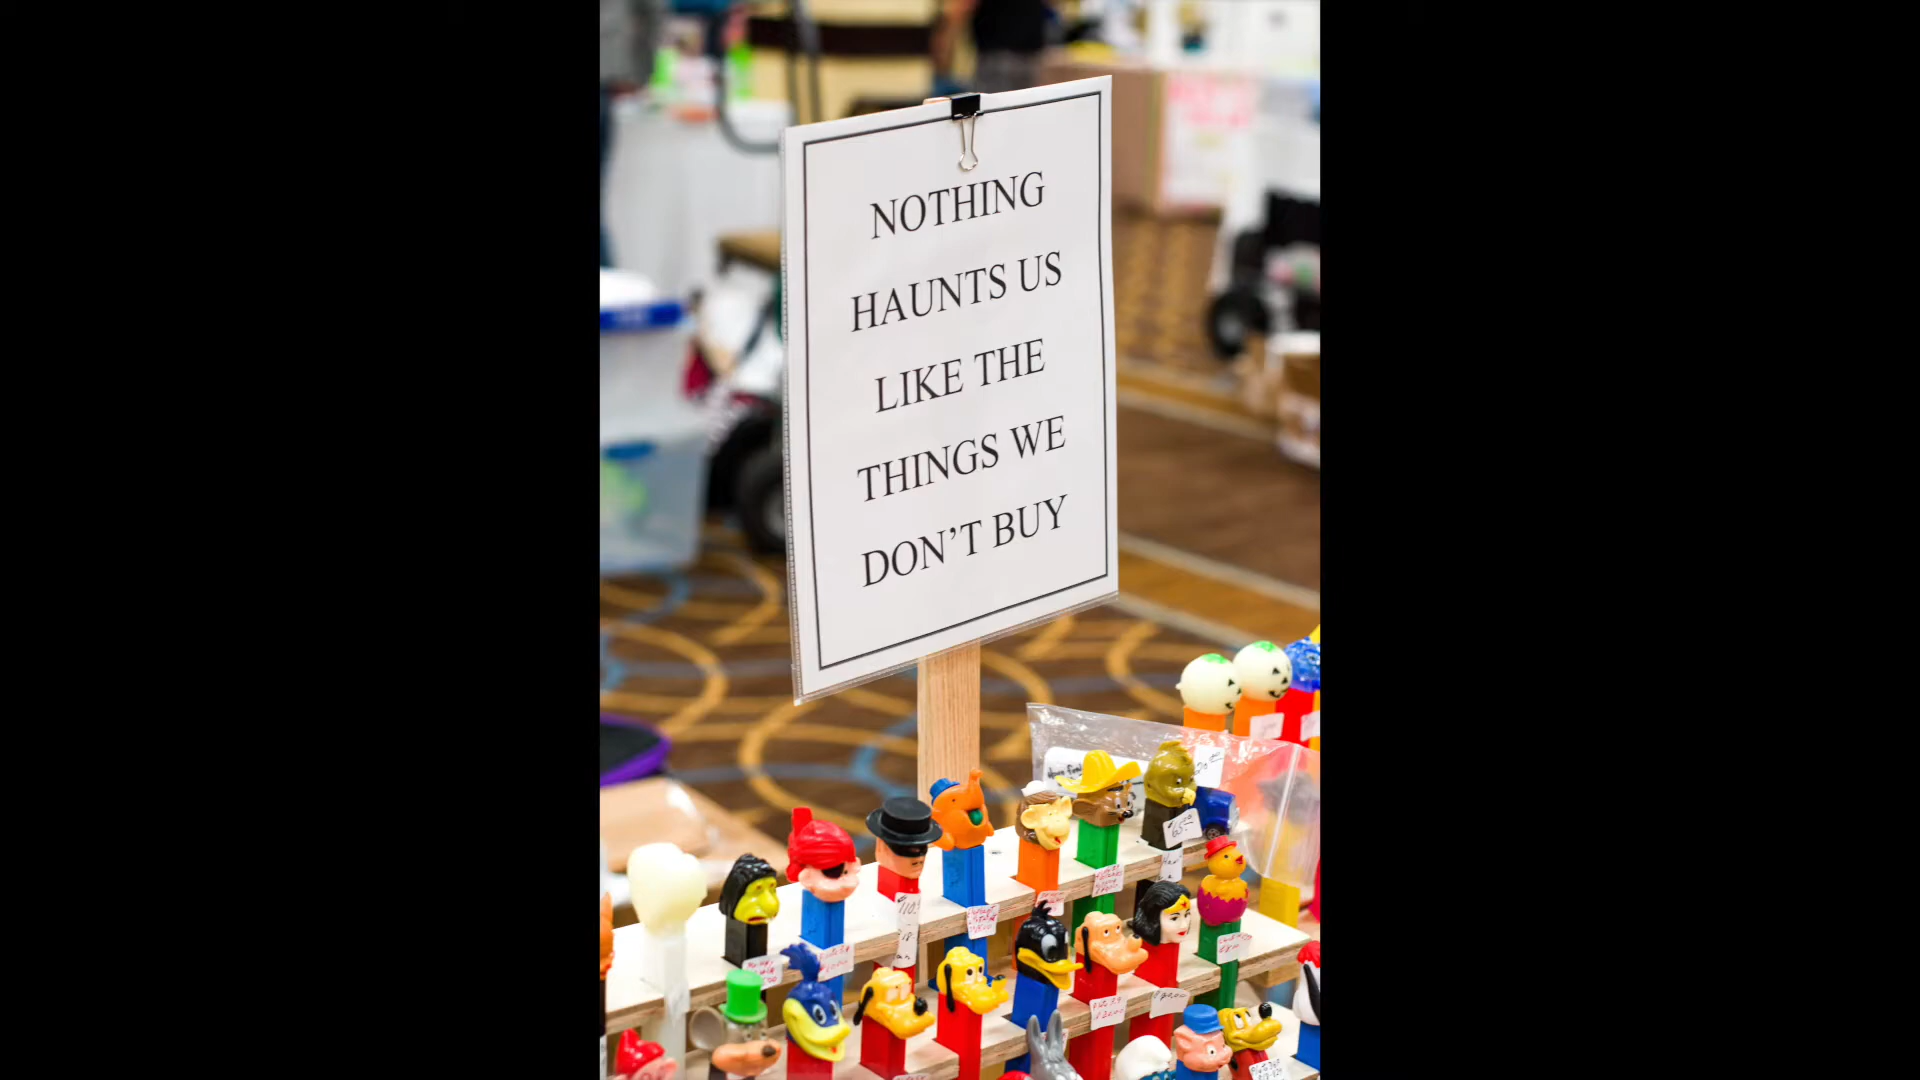 NOTHING
HAUNTS US
LIKE THE
THINGS WE
DON'T BUY